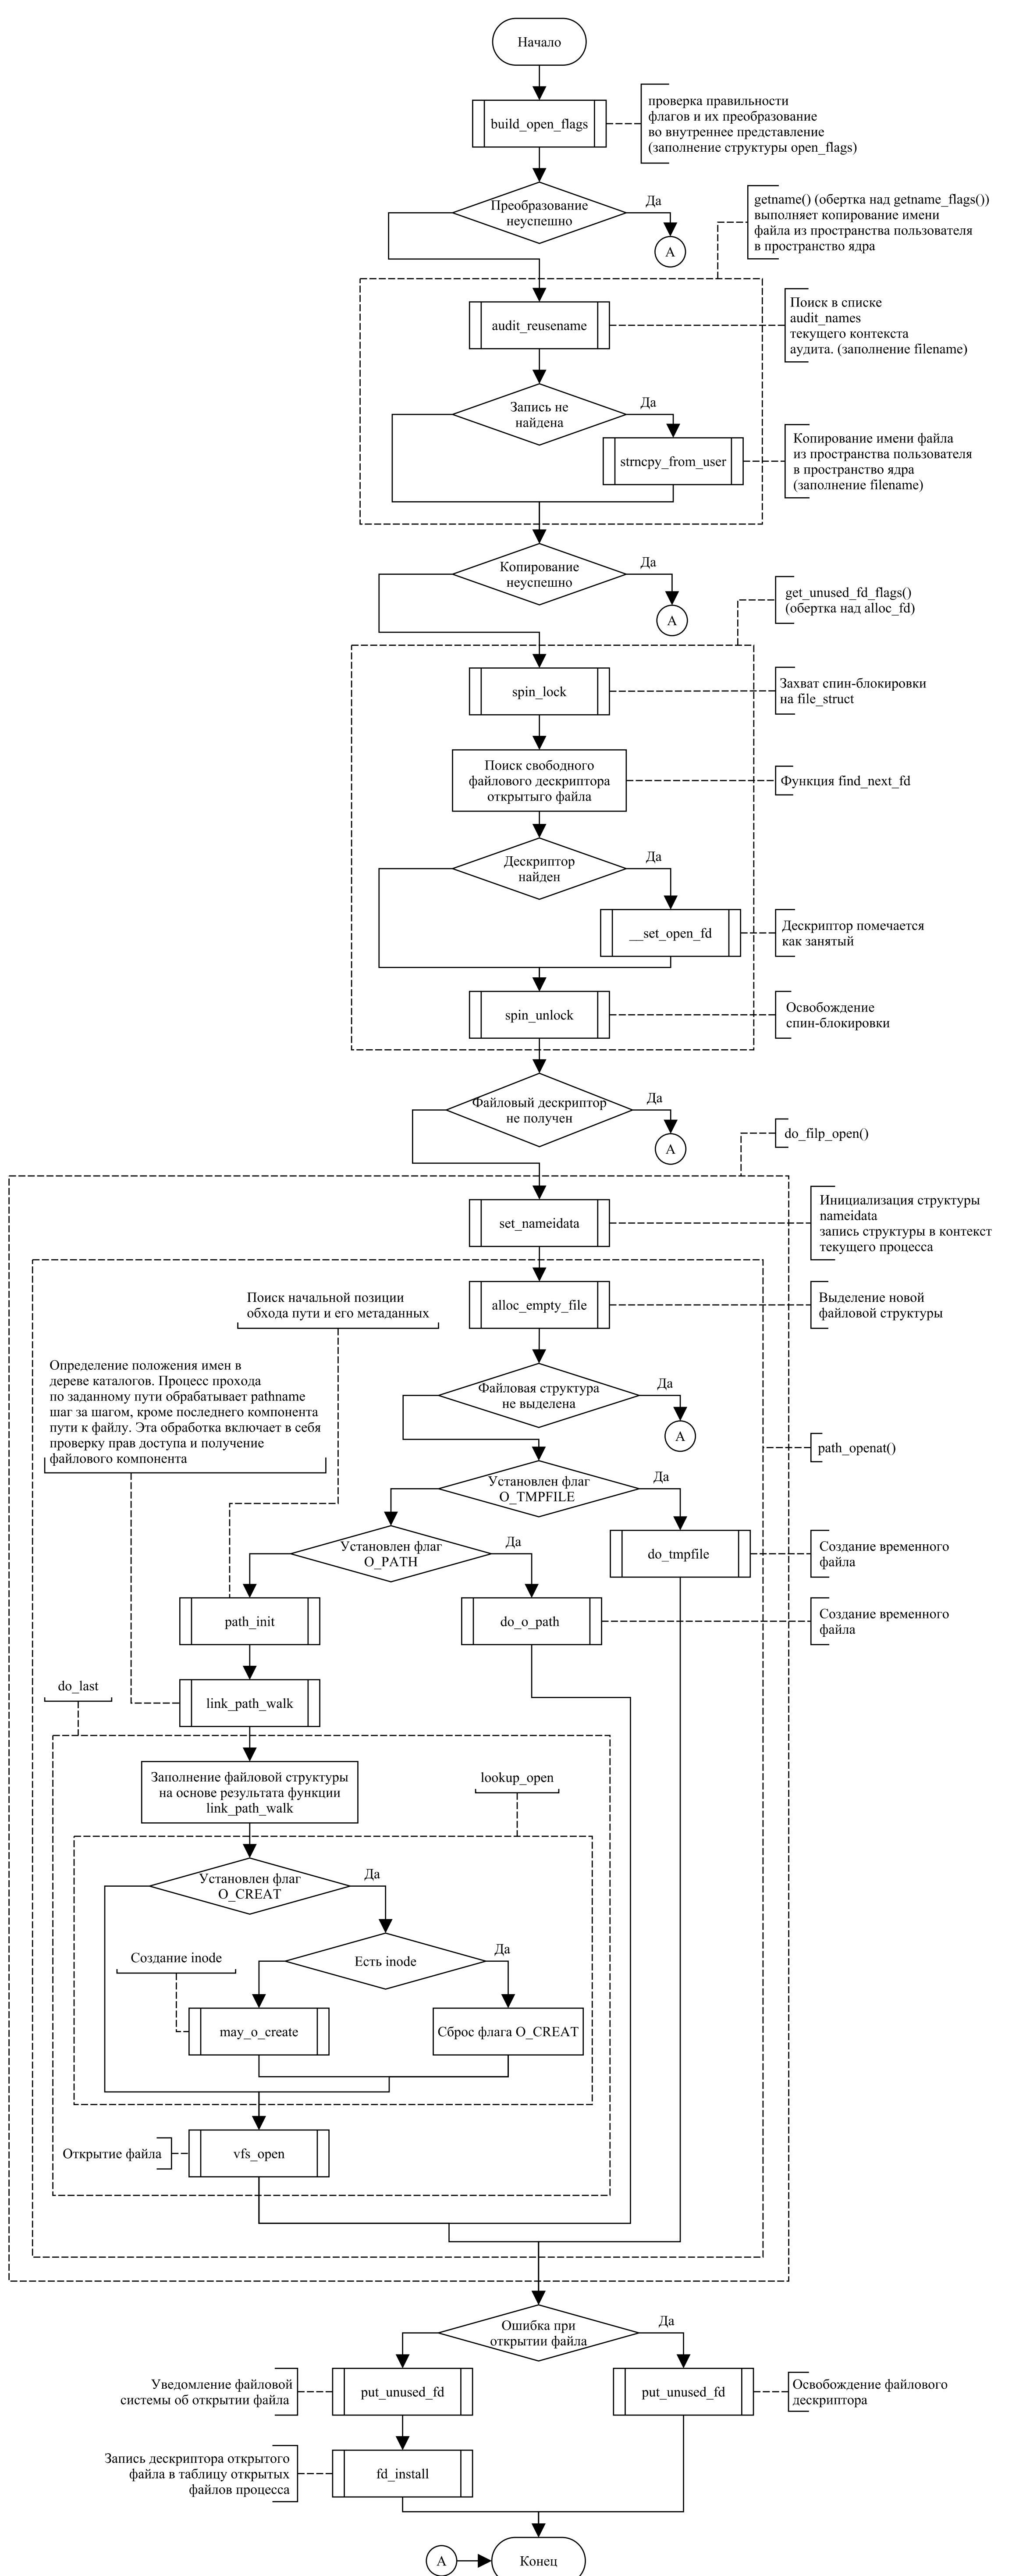 Начало
build_open_flags
проверка правильности
флагов и их преобразование
во внутреннее представление
(заполнение структуры open_flags)
Преобразование
неуспешно
Да
А
getname() (обертка над getname_flags())
выполняет копирование имени
файла из пространства пользователя
в пространство ядра
audit_reusename
Поиск в списке
audit_names
текущего контекста
аудита. (заполнение filename)
Запись не
найдена
Да
strncpy_from_user
Копирование имени файла
из пространства пользователя
в пространство ядра
(заполнение filename)
Копирование
неуспешно
Да
А
get_unused_fd_flags()
(обертка над alloc_fd)
spin_lock
Захват спин-блокировки
на file_struct
Поиск свободного
файлового дескриптора
открытого файла
Функция find_next_fd
Дескриптор
найден
Да
__set_open_fd
Дескриптор помечается
как занятый
spin_unlock
Освобождение
спин-блокировки
Файловый дескриптор
не получен
Да
А
do_filp_open()
set_nameidata
Инициализация структуры
nameidata
запись структуры в контекст
текущего процесса
alloc_empty_file
Выделение новой
файловой структуры
Поиск начальной позиции
обхода пути и его метаданных
Определение положения имен в
дереве каталогов. Процесс прохода
по заданному пути обрабатывает pathname
шаг за шагом, кроме последнего компонента
пути к файлу. Эта обработка включает в себя
проверку прав доступа и получение
файлового компонента
Файловая структура
не выделена
Да
А
path_openat()
Установлен флаг
O_TMPFILE
Да
Установлен флаг
O_PATH
Да
do_tmpfile
Создание временного
файла
path_init
do_o_path
Создание временного
файла
do_last
link_path_walk
Заполнение файловой структуры
на основе результата функции
link_path_walk
lookup_open
Установлен флаг
O_CREAT
Да
Есть inode
Да
Создание inode
may_o_create
Сброс флага O_CREAT
Открытие файла
vfs_open
Ошибка при
открытии файла
Да
Уведомление файловой
системы об открытии файла
put_unused_fd
put_unused_fd
Освобождение файлового
дескриптора
Запись дескриптора открытого
файла в таблицу открытых
файлов процесса
fd_install
А
Конец